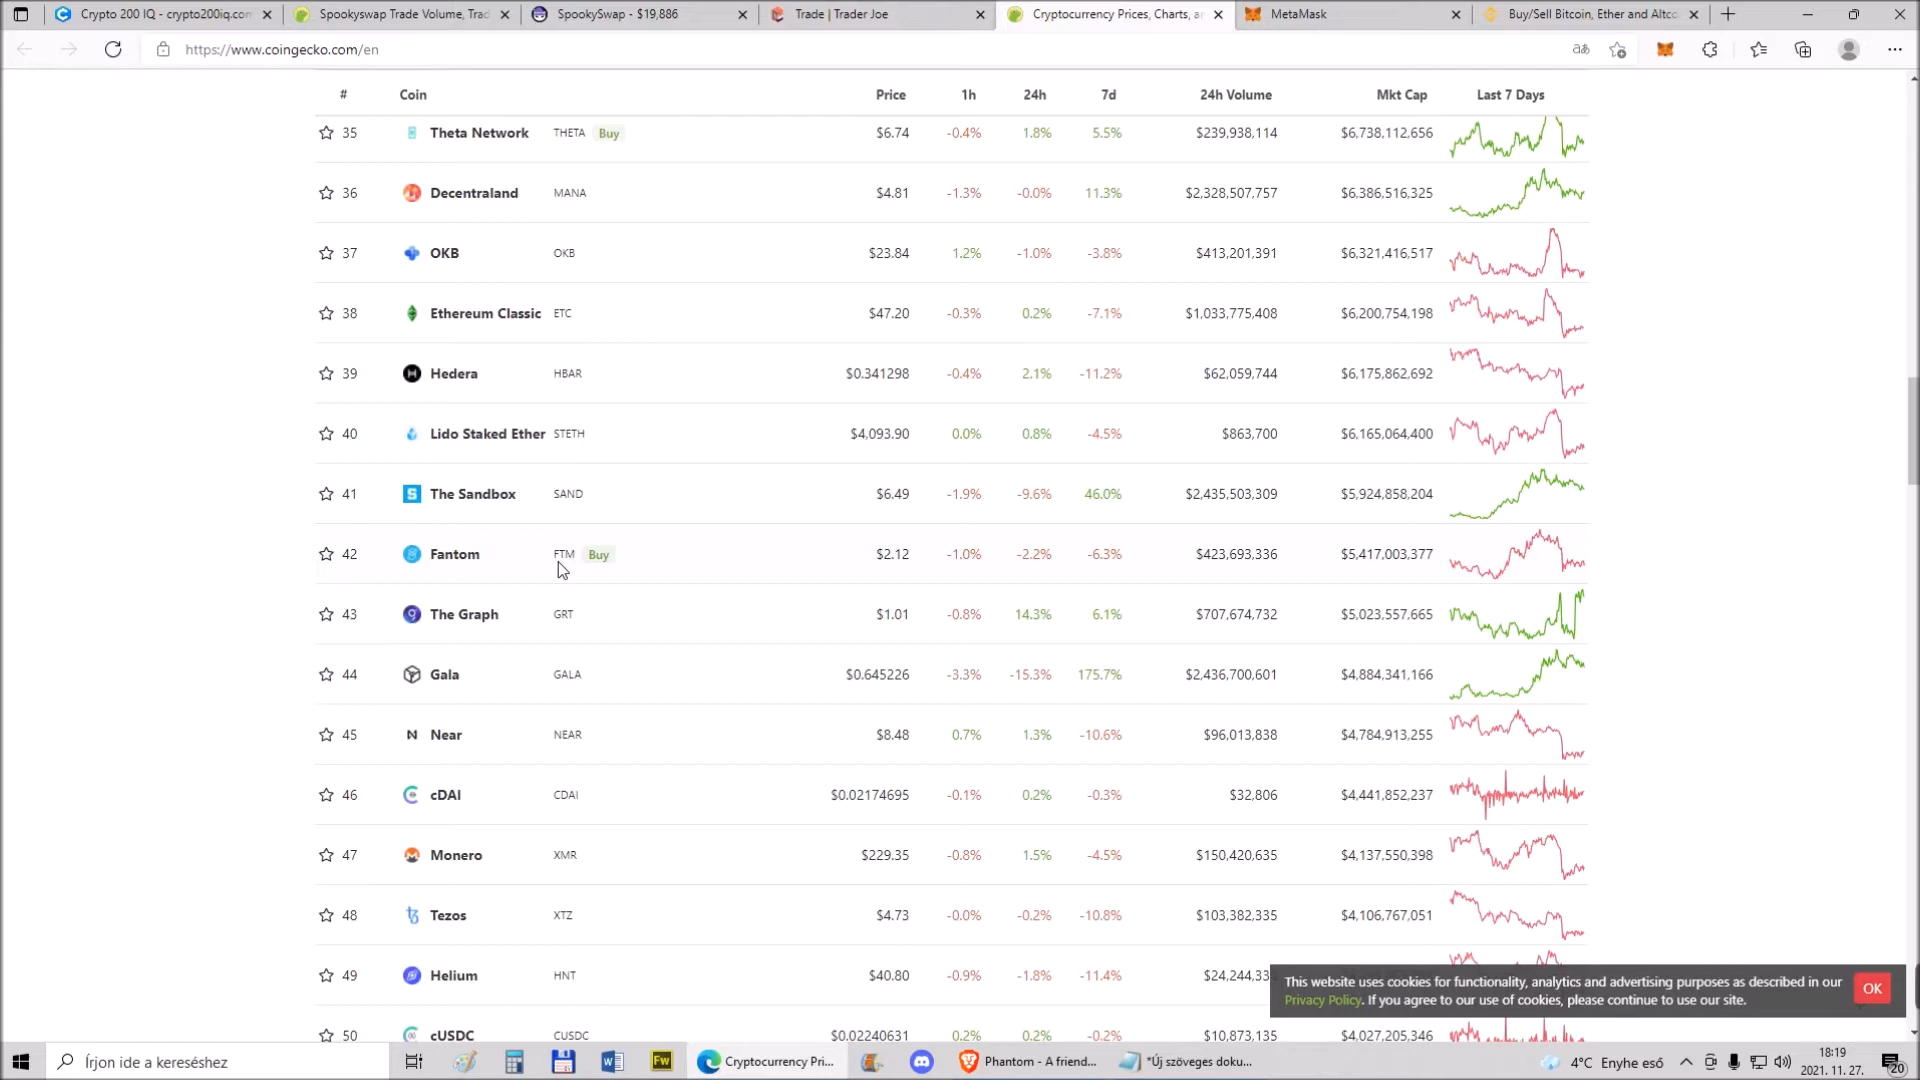 Crypto 200 IQ - crypto200iq.con
Spookyswap Trade Volume, Trad
SpookySwap - $19,886
Trade | Trader Joe
Cryptocurrency Prices, Charts, a
MetaMask
Buy/Sell Bitcoin, Ether and Altco
https://www.coingecko.com/en
# Coin Price 1h 24h 7d 24h Volume Mkt Cap Last 7 Days
35 Theta Network THETA Buy $6.74 -0.4% 1.8% 5.5% $239,938,114 $6,738,112,656
36 Decentraland MANA $4.81 -1.3% -0.0% 11.3% $2,328,507,757 $6,386,516,325
37 OKB OKB $23.84 1.2% -1.0% -3.8% $413,201,391 $6,321,416,517
38 Ethereum Classic ETC $47.20 -0.3% 0.2% -7.1% $1,033,775,408 $6,200,754,198
39 Hedera HBAR $0.341298 -0.4% 2.1% -11.2% $62,059,744 $6,175,862,692
40 Lido Staked Ether STETH $4,093.90 0.0% 0.8% -4.5% $863,700 $6,165,064,400
41 The Sandbox SAND $6.49 -1.9% -9.6% 46.0% $2,435,503,309 $5,924,858,204
42 Fantom FTM Buy $2.12 -1.0% -2.2% -6.3% $423,693,336 $5,417,003,377
43 The Graph GRT $1.01 -0.8% 14.3% 6.1% $707,674,732 $5,023,557,665
44 Gala GALA $0.645226 -3.3% -15.3% 175.7% $2,436,700,601 $4,884,341,166
45 Near NEAR $8.48 0.7% 1.3% -10.6% $96,013,838 $4,784,913,255
46 cDAI CDAI $0.02174695 -0.1% 0.2% -0.3% $32,806 $4,441,852,237
47 Monero XMR $229.35 -0.8% 1.5% -4.5% $150,420,635 $4,137,550,398
48 Tezos XTZ $4.73 -0.0% -0.2% -10.8% $103,382,335 $4,106,767,051
49 Helium HNT $40.80 -0.9% -1.8% -11.4% $24,244,33
50 cUSDC CUSDC $0.02240631 0.2% 0.2% -0.2% $10,873,135 $4,027,205,346
This website uses cookies for functionality, analytics and advertising purposes as described in our
Privacy Policy. If you agree to our use of cookies, please continue to use our site.
OK
Írjon ide a kereséshez
Fw
Cryptocurrency Pri...
Phantom - A friend...
*Új szöveges doku...
4°C Enyhe eső
18:19
2021. 11. 27.
20